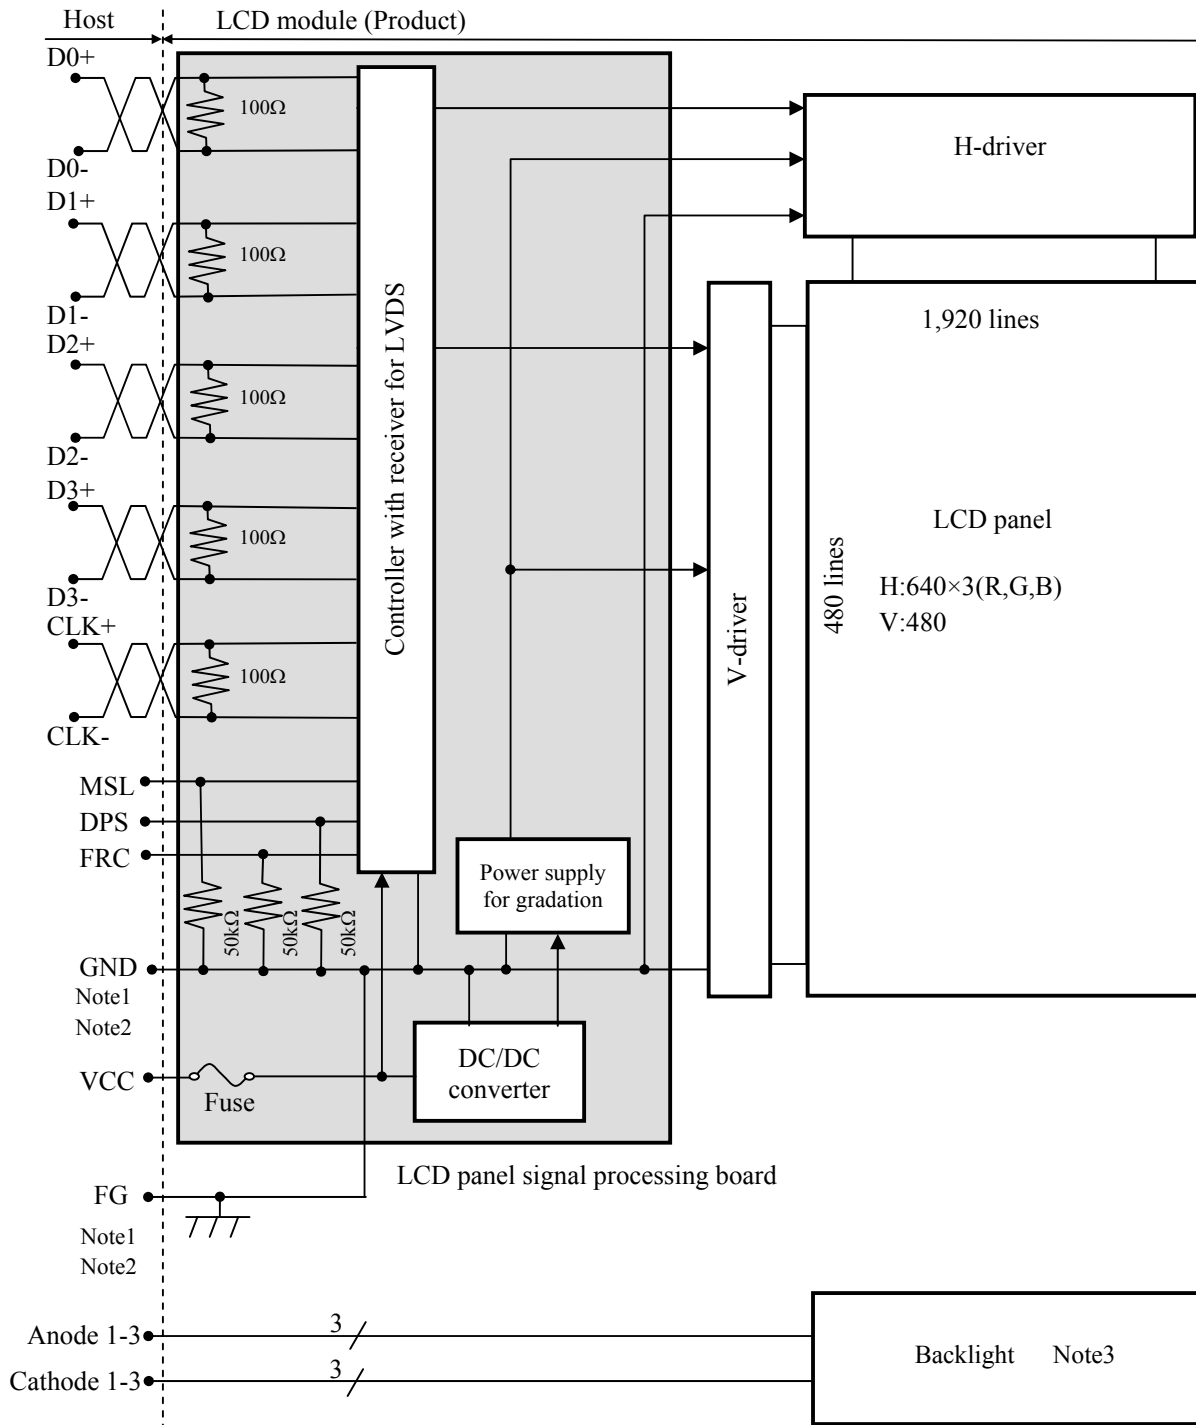 Host
LCD module (Product)
D0+
100Ω
D0-
D1+
100Ω
D1-
D2+
100Ω
D2-
D3+
100Ω
D3-
CLK+
100Ω
CLK-
MSL
DPS
FRC
50kΩ
50kΩ
50kΩ
GND
Note1
Note2
VCC
Fuse
Controller with receiver for LVDS
Power supply
for gradation
DC/DC
converter
LCD panel signal processing board
H-driver
V-driver
1,920 lines
480 lines
LCD panel
H:640×3(R,G,B)
V:480
FG
Note1
Note2
Anode 1-3
3
Cathode 1-3
3
Backlight Note3